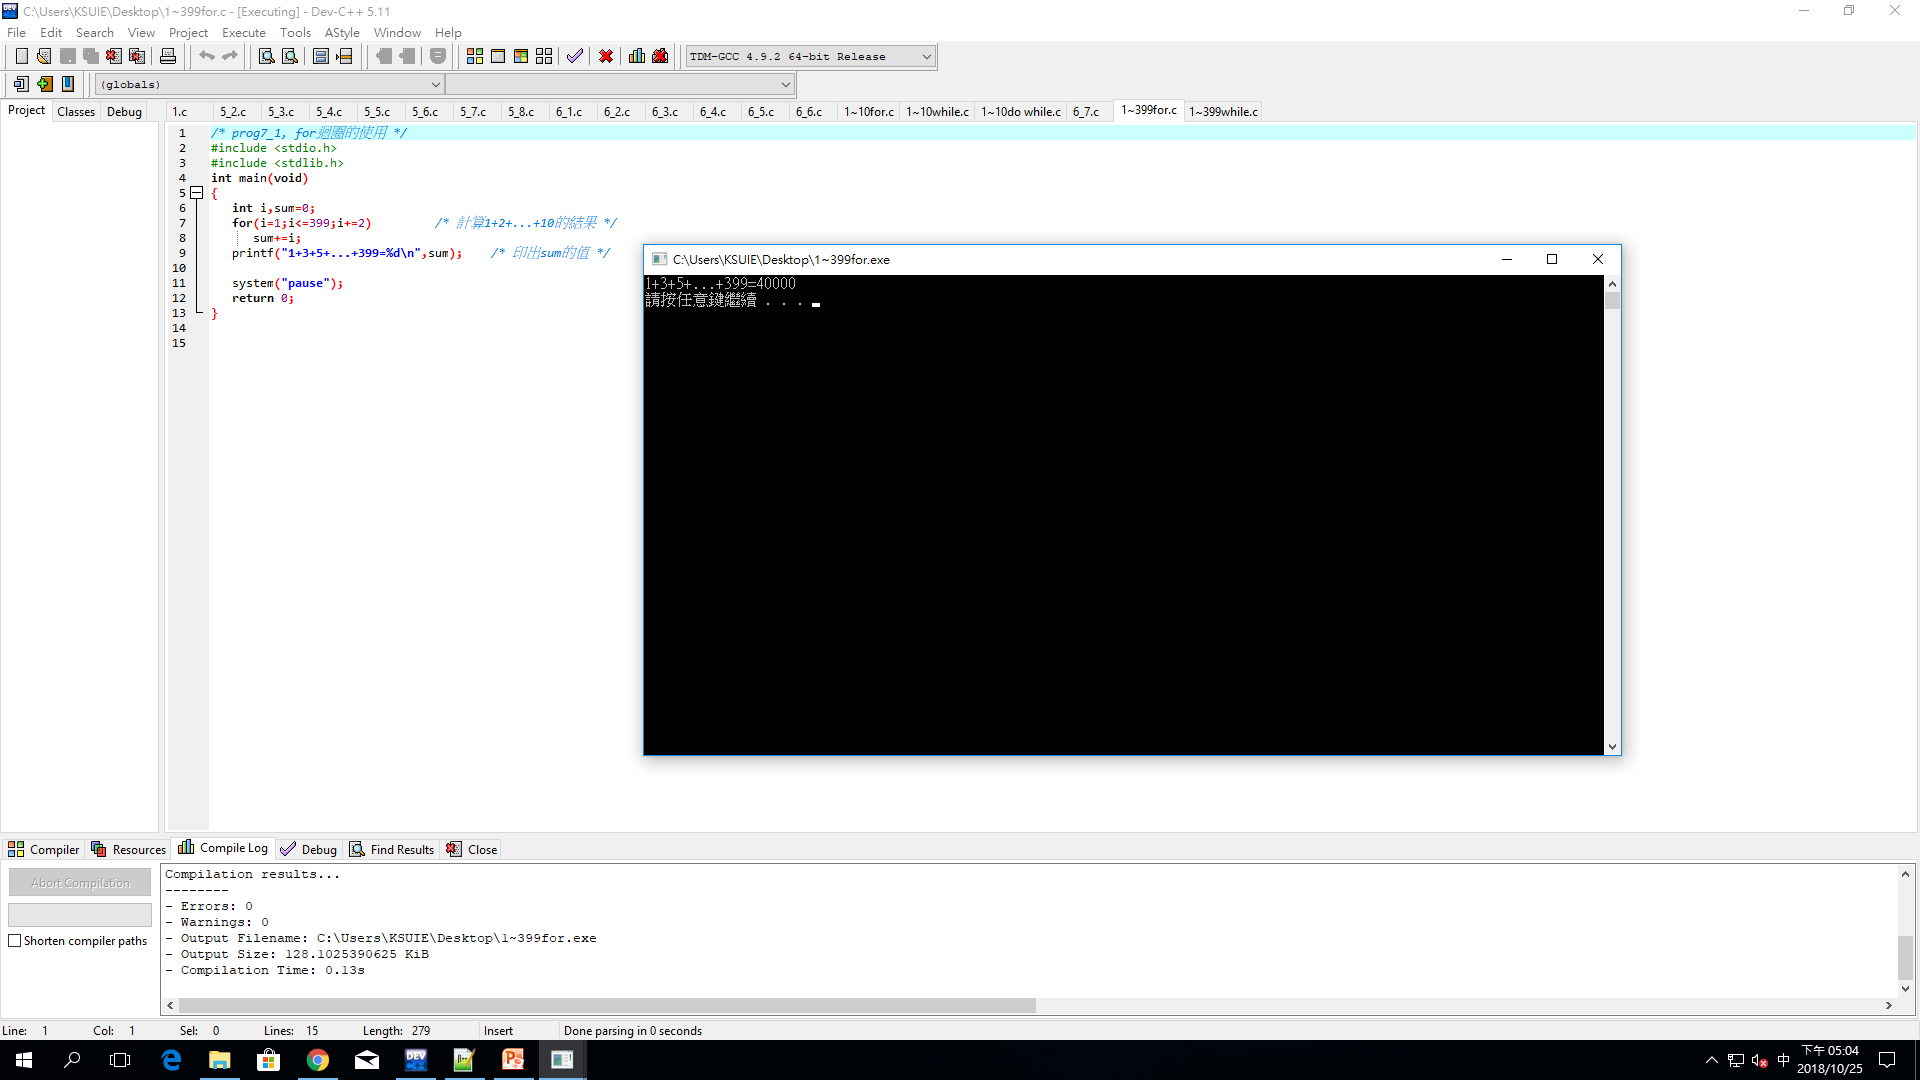 C:\Users\KSUIE\Desktop\1~399for.c - [Executing] - Dev-C++ 5.11
File Edit Search View Project Execute Tools AStyle Window Help
TDM-GCC 4.9.2 64-bit Release
(globals)
Project Classes Debug 1.c 5_2.c 5_3.c 5_4.c 5_5.c 5_6.c 5_7.c 5_8.c 6_1.c 6_2.c 6_3.c 6_4.c 6_5.c 6_6.c 1~10for.c 1~10while.c 1~10do while.c 6_7.c 1~399for.c 1~399while.c
1 /* prog7_1, for迴圈的使用 */
2 #include <stdio.h>
3 #include <stdlib.h>
4 int main(void)
5 {
6 int i,sum=0;
7 for(i=1;i<=399;i+=2) /* 計算1+2+...+10的結果 */
8 sum+=i;
9 printf("1+3+5+...+399=%d\n",sum); /* 印出sum的值 */
10
11 system("pause");
12 return 0;
13 }
14
15
C:\Users\KSUIE\Desktop\1~399for.exe
1+3+5+...+399=40000
請按任意鍵繼續 . . .
Compiler Resources Compile Log Debug Find Results Close
Abort Compilation
Shorten compiler paths
Compilation results...
--------
- Errors: 0
- Warnings: 0
- Output Filename: C:\Users\KSUIE\Desktop\1~399for.exe
- Output Size: 128.1025390625 KiB
- Compilation Time: 0.13s
Line: 1 Col: 1 Sel: 0 Lines: 15 Length: 279 Insert Done parsing in 0 seconds
中
下午 05:04
2018/10/25